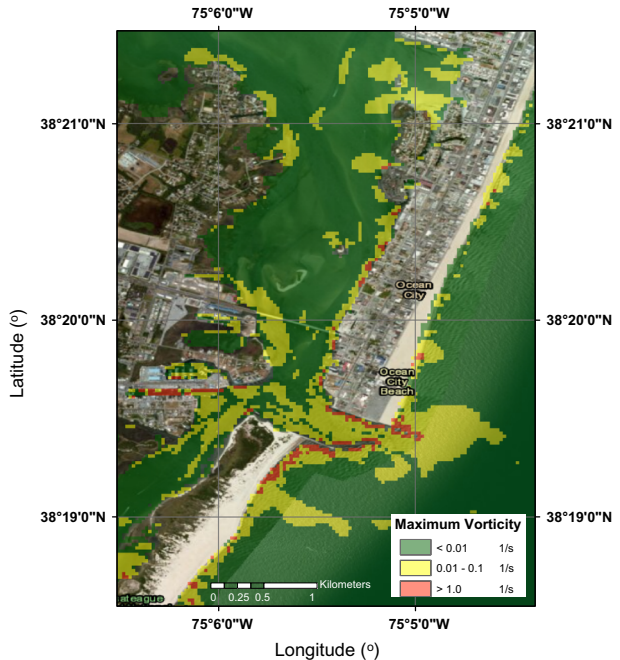 75°6'0"W 75°5'0"W
38°21'0"N 38°21'0"N
Ocean
City
38°20'0"N 38°20'0"N
Latitude (°)
Ocean
City
Beach
38°19'0"N 38°19'0"N
Maximum Vorticity
< 0.01 1/s
0.01 - 0.1 1/s
> 1.0 1/s
Kilometers
0 0.25 0.5 1
ateague
75°6'0"W 75°5'0"W
Longitude (°)